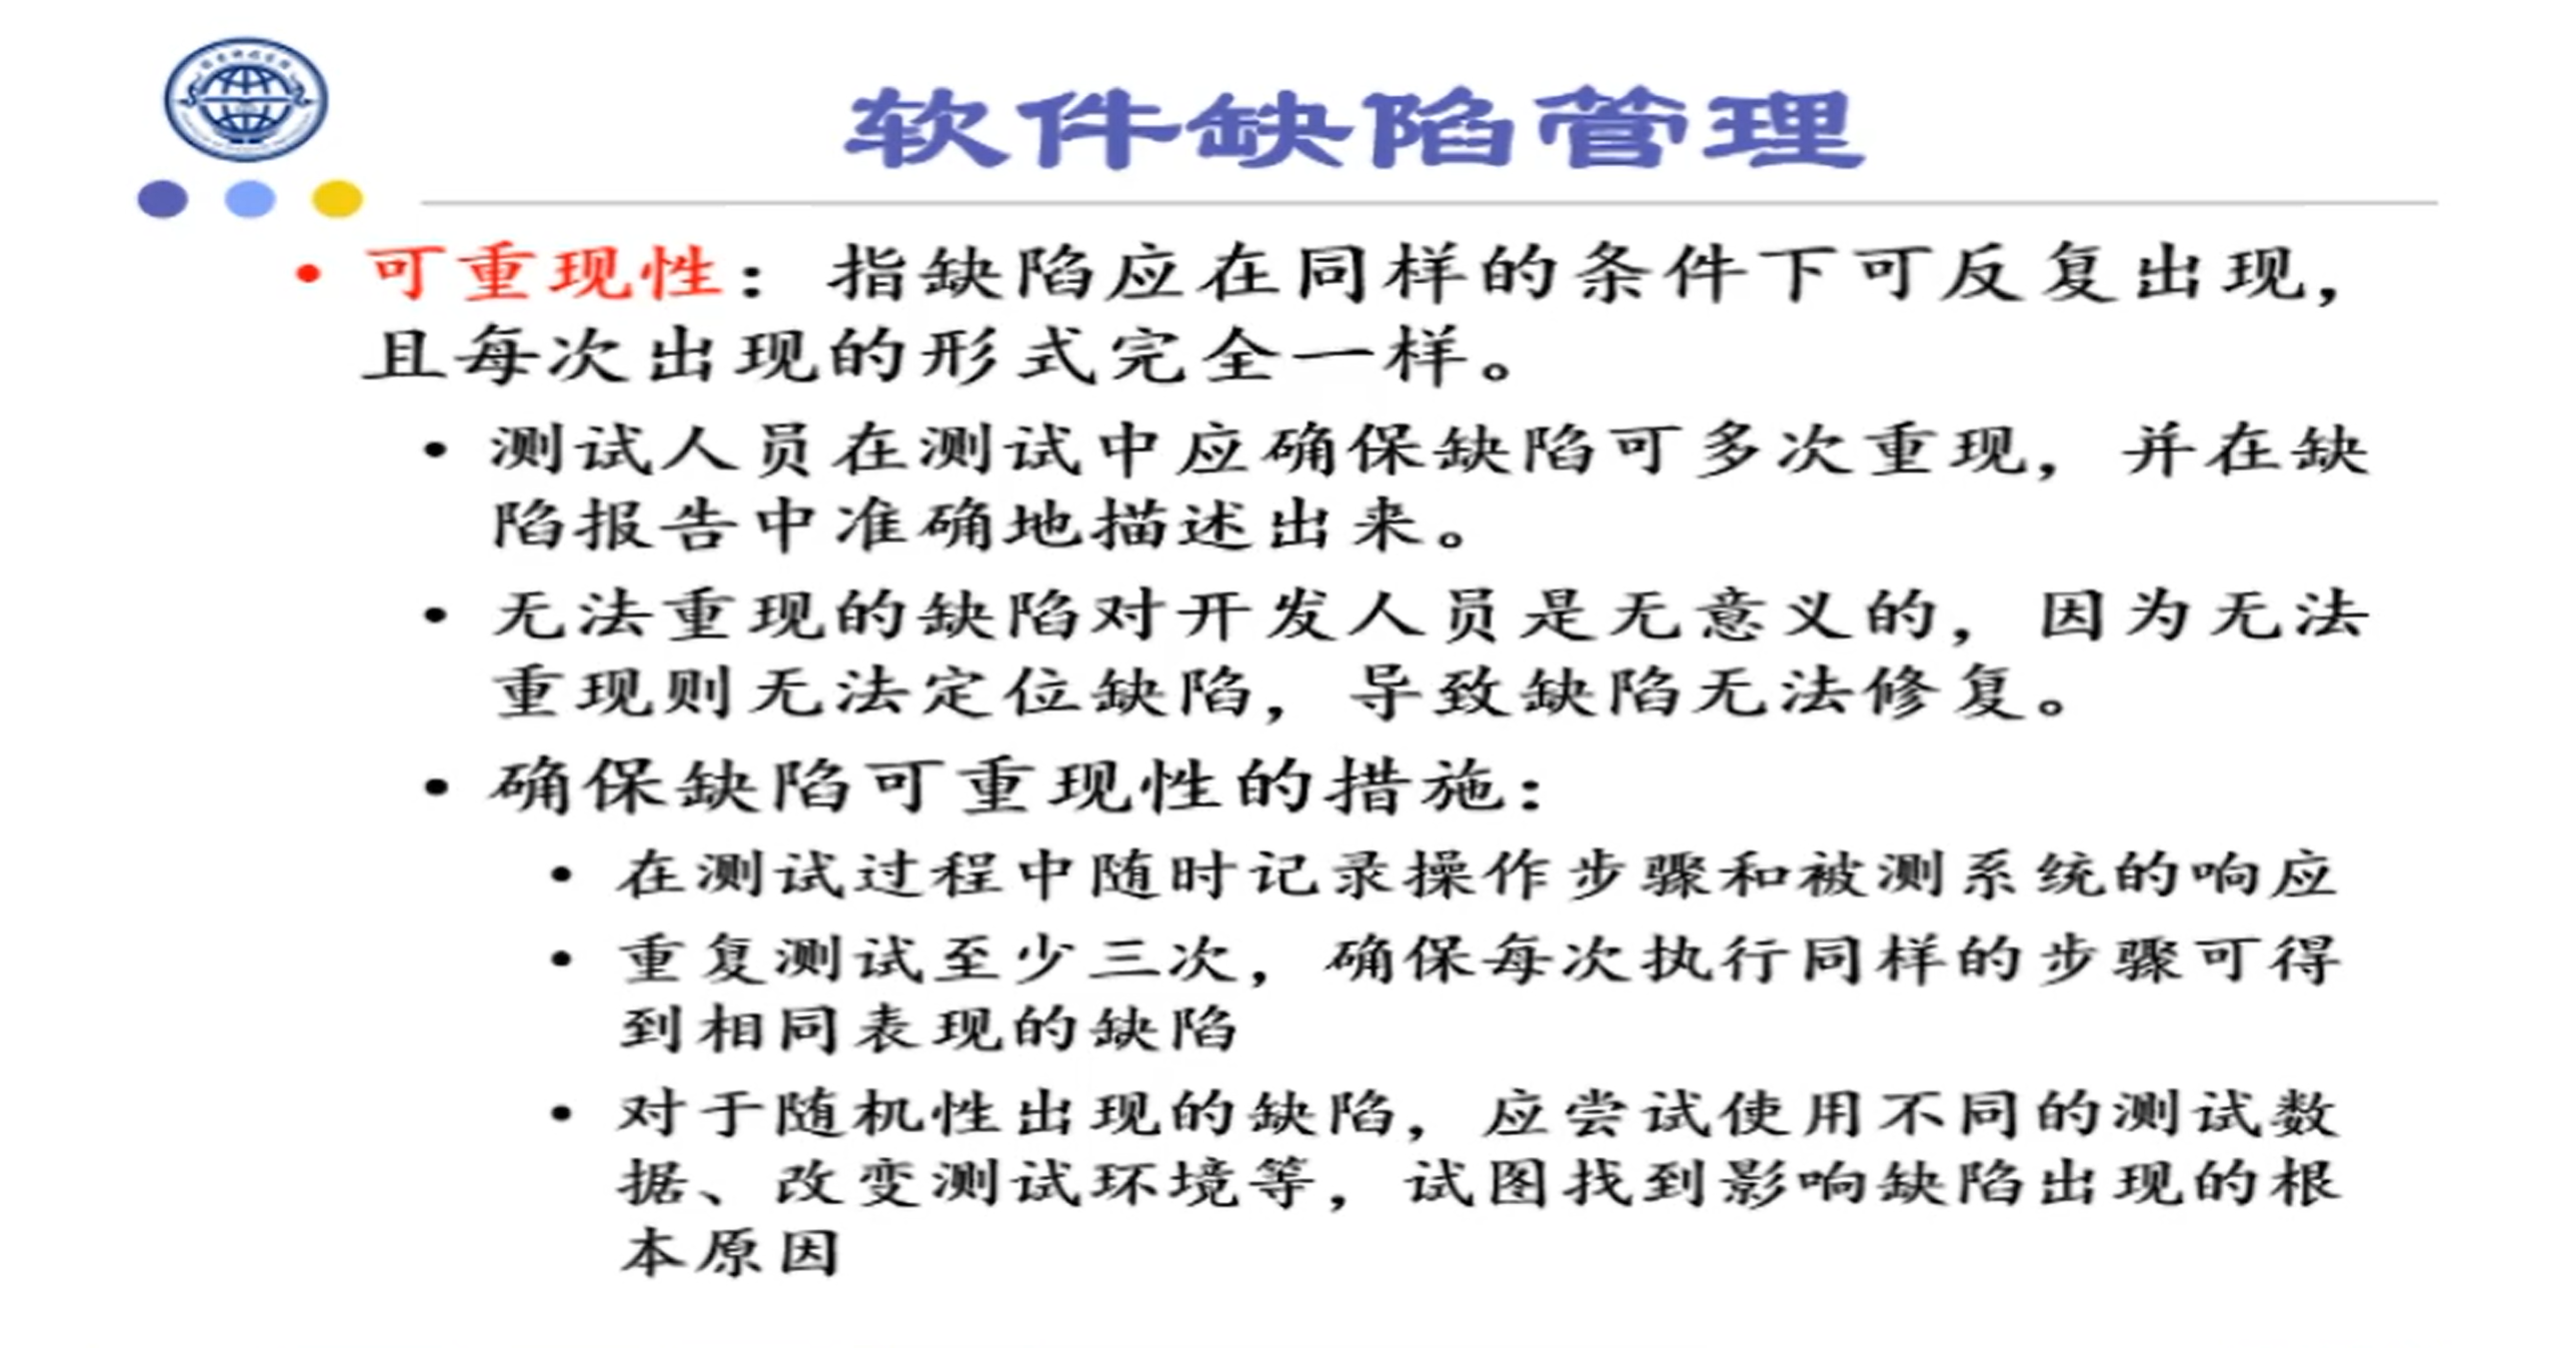 软件缺陷管理
• 可重现性：指缺陷应在同样的条件下可反复出现，
且每次出现的形式完全一样。
• 测试人员在测试中应确保缺陷可多次重现，并在缺
陷报告中准确地描述出来。
• 无法重现的缺陷对开发人员是无意义的，因为无法
重现则无法定位缺陷，导致缺陷无法修复。
• 确保缺陷可重现性的措施：
• 在测试过程中随时记录操作步骤和被测系统的响应
• 重复测试至少三次，确保每次执行同样的步骤可得
到相同表现的缺陷
• 对于随机性出现的缺陷，应尝试使用不同的测试数
据、改变测试环境等，试图找到影响缺陷出现的根
本原因